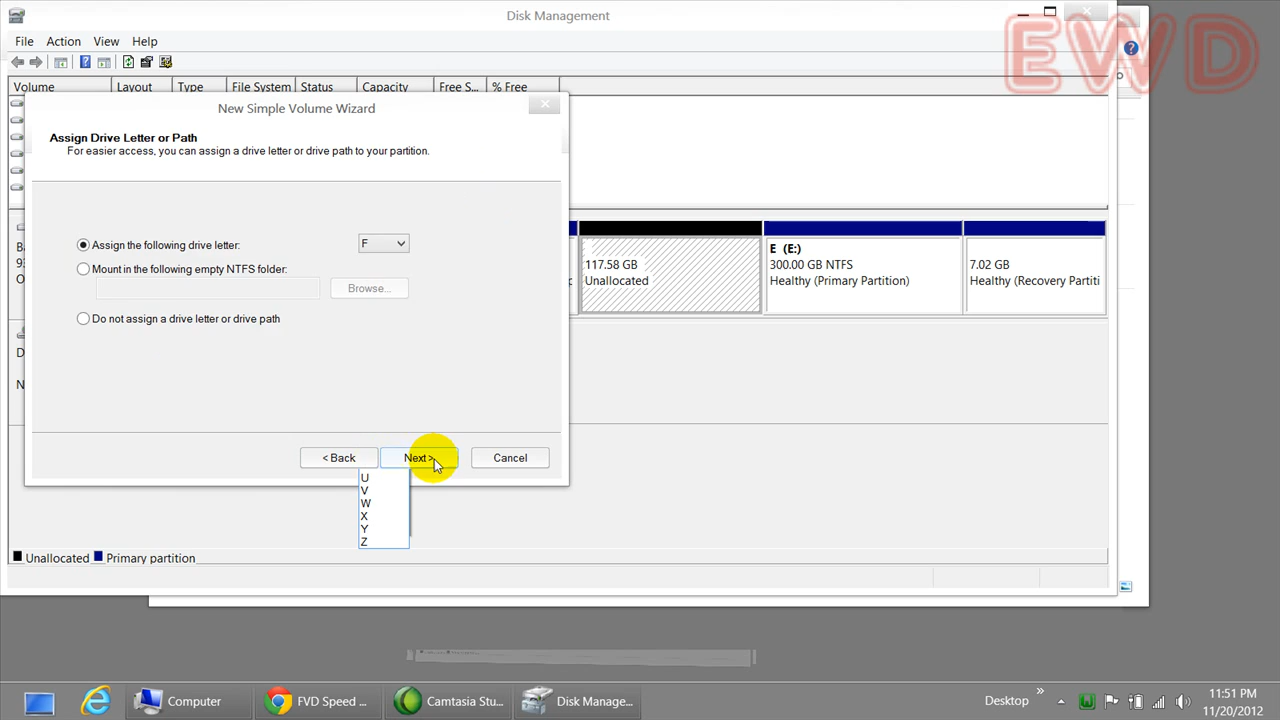 Disk Management
EWD
File Action View Help
Volume Layout Type File System Status Capacity Free S... % Free
New Simple Volume Wizard
Assign Drive Letter or Path
For easier access, you can assign a drive letter or drive path to your partition.
Assign the following drive letter: F
Mount in the following empty NTFS folder:
Browse...
Do not assign a drive letter or drive path
< Back Next > Cancel
U
V
W
X
Y
Z
117.58 GB
Unallocated
E (E:)
300.00 GB NTFS
Healthy (Primary Partition)
7.02 GB
Healthy (Recovery Partiti
Unallocated Primary partition
Computer FVD Speed ... Camtasia Stu... Disk Manage... Desktop
11:51 PM
11/20/2012